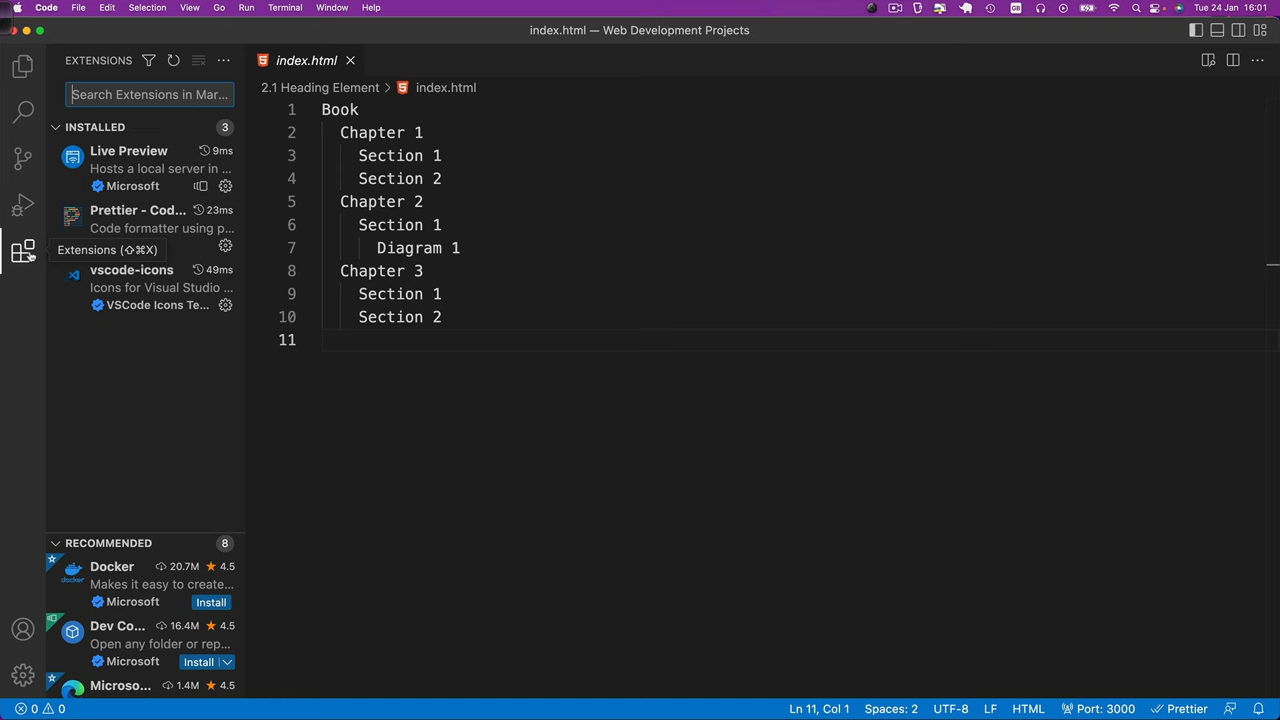 Code File Edit Selection View Go Run Terminal Window Help Tue 24 Jan 16:01
index.html — Web Development Projects
EXTENSIONS
Search Extensions in Mar...
INSTALLED 3
Live Preview 9ms
Hosts a local server in ...
Microsoft
Prettier - Cod... 23ms
Code formatter using p...
Extensions (⇧⌘X)
vscode-icons 49ms
Icons for Visual Studio ...
VSCode Icons Te...
RECOMMENDED 8
Docker 20.7M 4.5
Makes it easy to create...
Microsoft Install
Dev Co... 16.4M 4.5
Open any folder or rep...
Microsoft Install
Microso... 1.4M 4.5
index.html
2.1 Heading Element > index.html
1 Book
2 Chapter 1
3 Section 1
4 Section 2
5 Chapter 2
6 Section 1
7 Diagram 1
8 Chapter 3
9 Section 1
10 Section 2
11
0 0 Ln 11, Col 1 Spaces: 2 UTF-8 LF HTML Port: 3000 Prettier